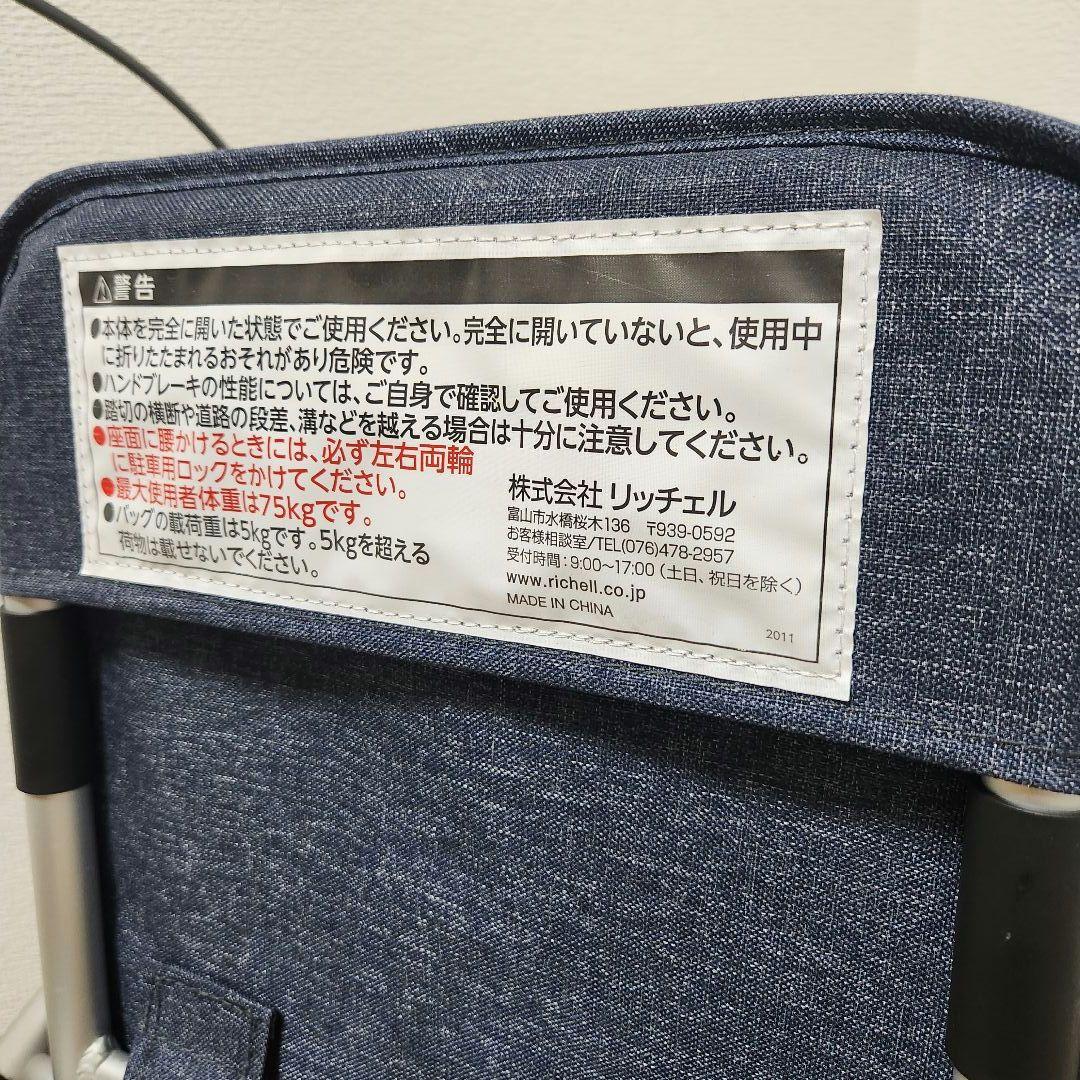 警告
●本体を完全に開いた状態でご使用ください。完全に開いていないと、使用中
に折りたたまれるおそれがあり危険です。
●ハンドブレーキの性能については、ご自身で確認してご使用ください。
●踏切の横断や道路の段差、溝などを越える場合は十分に注意してください。
●座面に腰かけるときには、必ず左右両輪
に駐車用ロックをかけてください。
●最大使用者体重は75kgです。
●バッグの載荷重は5kgです。5kgを超える
荷物は載せないでください。
株式会社 リッチェル
富山市水橋桜木136 〒939-0592
お客様相談室/TEL(076)478-2957
受付時間:9:00~17:00(土日、祝日を除く)
www.richell.co.jp
MADE IN CHINA
2011